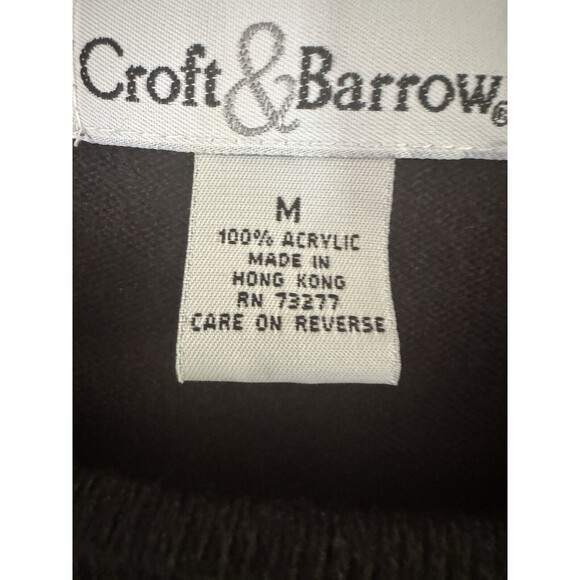 Croft & Barrow®
M
100% ACRYLIC
MADE IN
HONG KONG
RN 73277
CARE ON REVERSE